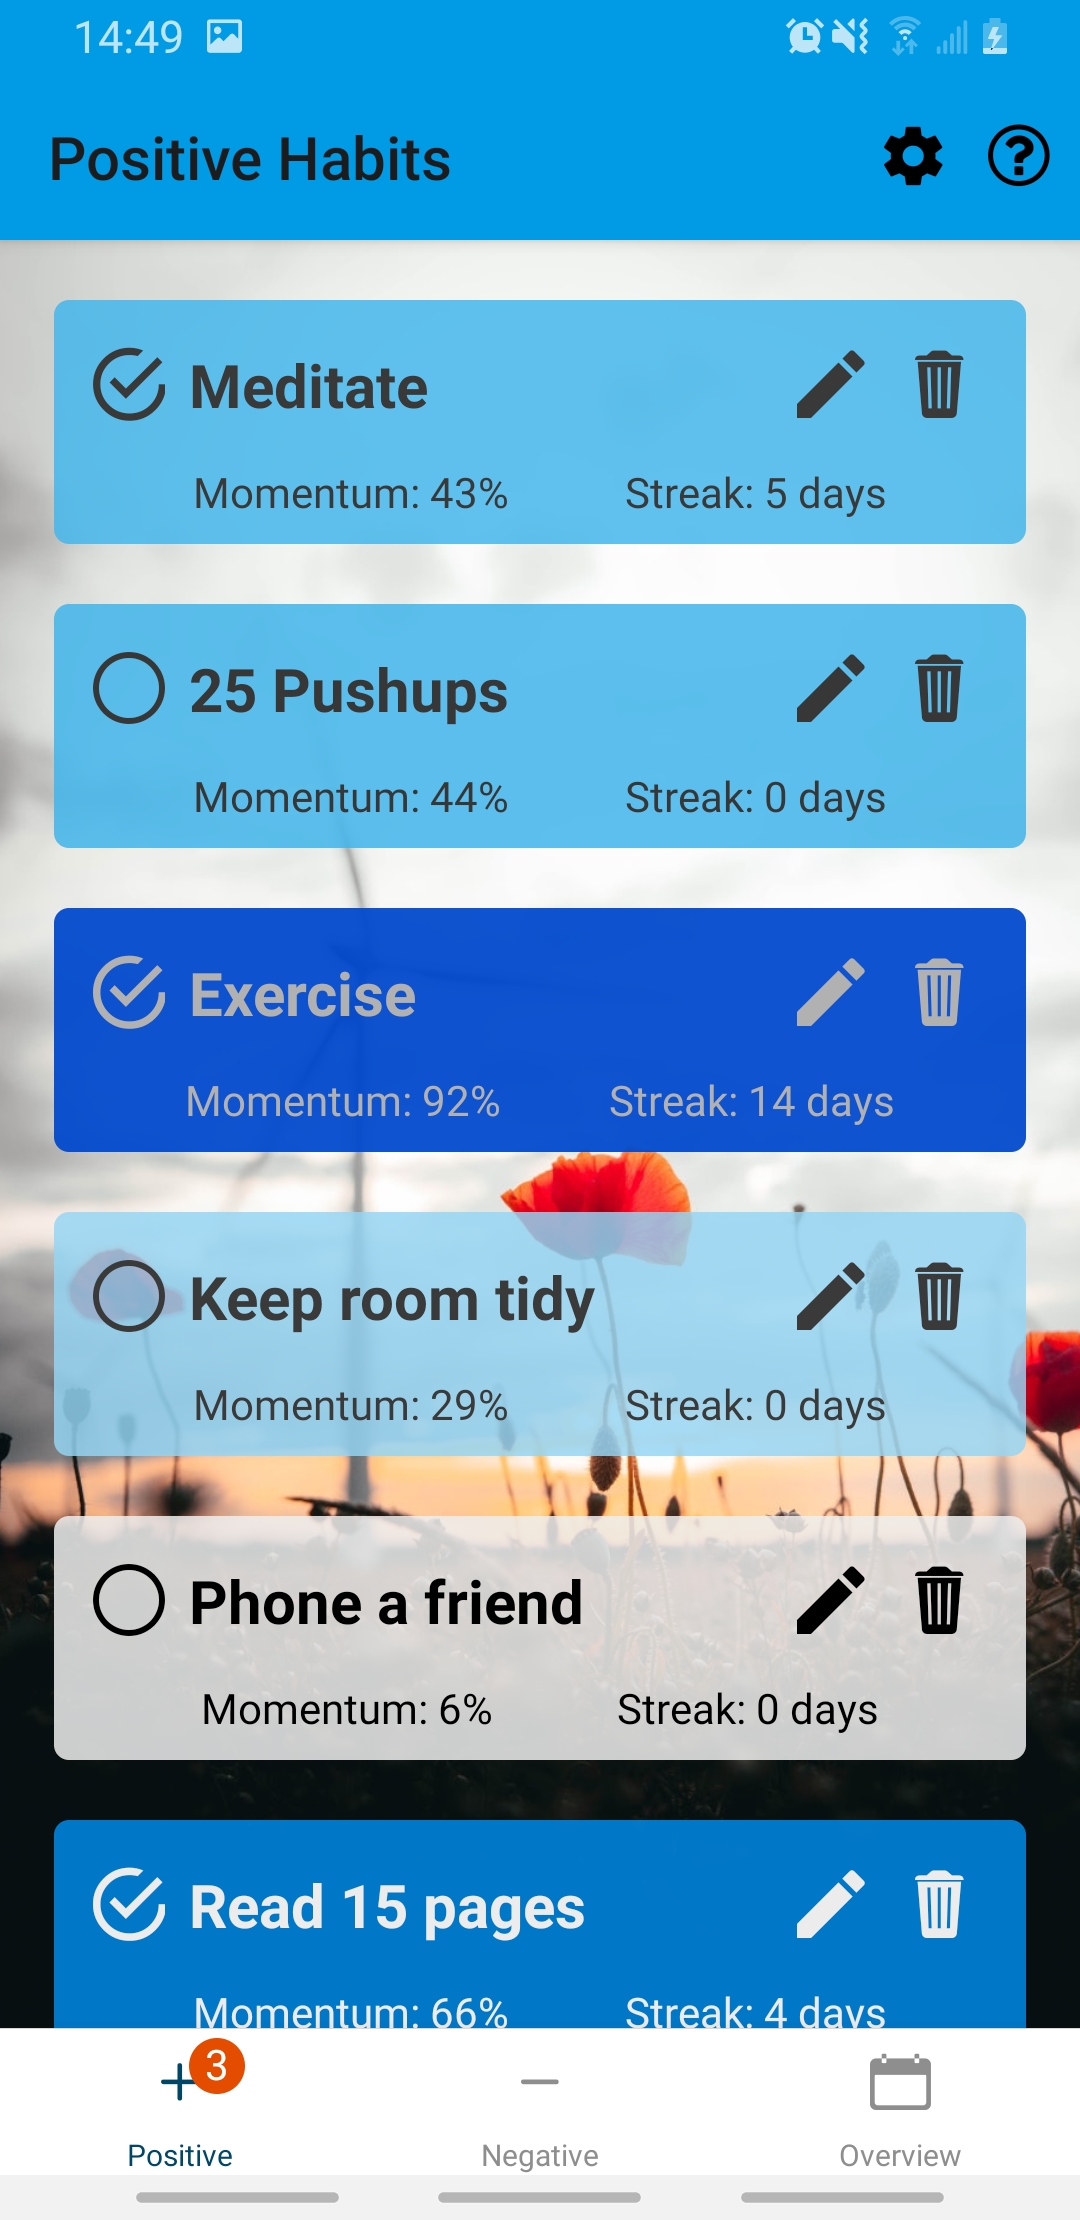 14:49
Positive Habits
Meditate
Momentum: 43% Streak: 5 days
25 Pushups
Momentum: 44% Streak: 0 days
Exercise
Momentum: 92% Streak: 14 days
Keep room tidy
Momentum: 29% Streak: 0 days
Phone a friend
Momentum: 6% Streak: 0 days
Read 15 pages
Momentum: 66% Streak: 4 days
3
Positive Negative Overview